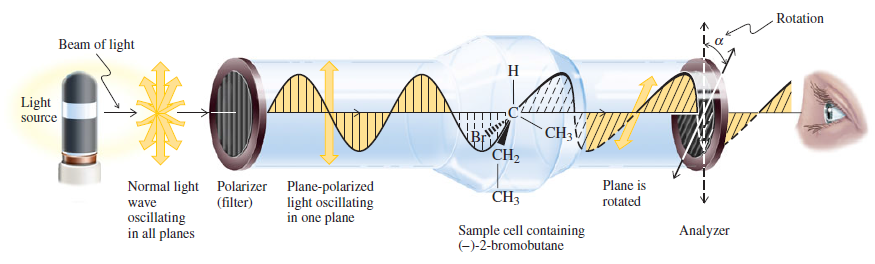 Rotation
α
Beam of light
Light
source
H
C
Br
CH3
CH2
CH3
Normal light
wave
oscillating
in all planes
Polarizer
(filter)
Plane-polarized
light oscillating
in one plane
Sample cell containing
(–)-2-bromobutane
Plane is
rotated
Analyzer